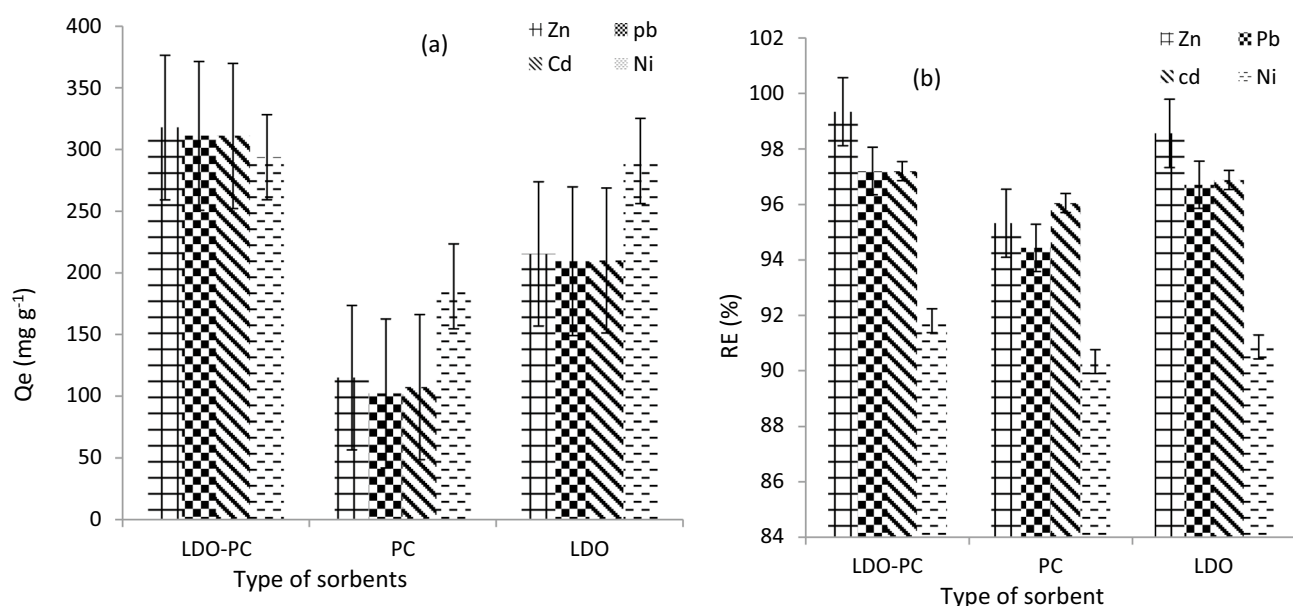 400
350
300
250
200
150
100
50
0
Qe (mg g-1)
(a)
Zn pb
Cd Ni
LDO-PC PC LDO
Type of sorbents
102
100
98
96
94
92
90
88
86
84
RE (%)
(b)
Zn Pb
cd Ni
LDO-PC PC LDO
Type of sorbent